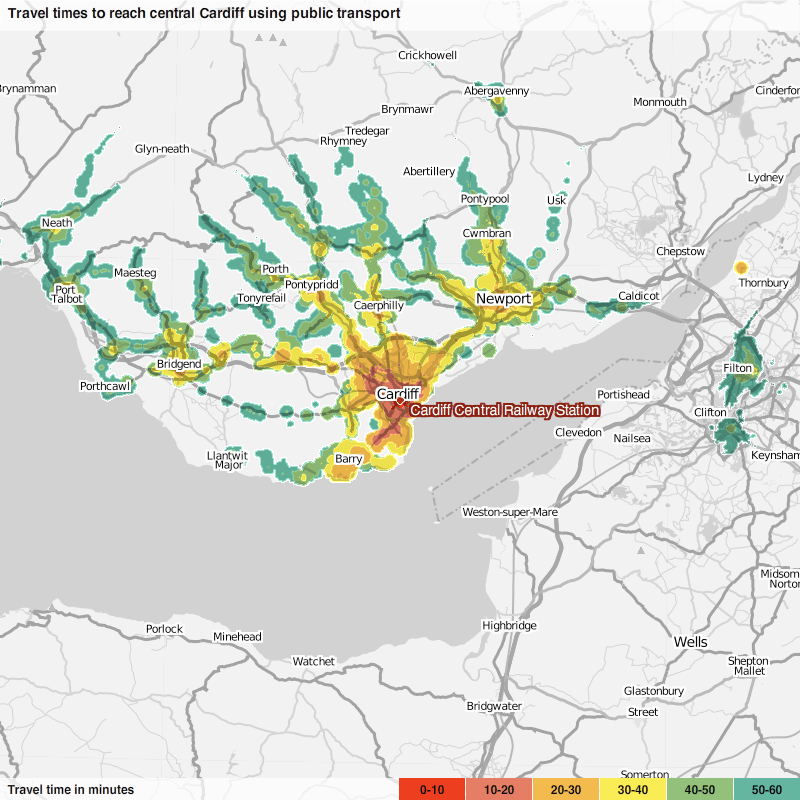 Travel times to reach central Cardiff using public transport
Crickhowell
Brynamman
Abergavenny
Cinderfor
Brynmawr
Monmouth
Tredegar
Rhymney
Glyn-neath
Abertillery
Lydney
Pontypool
Usk
Neath
Cwmbran
Chepstow
Maesteg
Porth
Thornbury
Pontypridd
Port
Talbot
Tonyrefail
Newport
Caldicot
Caerphilly
Bridgend
Filton
Porthcawl
Cardiff
Portishead
Cardiff Central Railway Station
Clifton
Clevedon
Nailsea
Llantwit
Major
Barry
Keynsham
Weston-super-Mare
Midsom
Norton
Highbridge
Porlock
Minehead
Wells
Watchet
Shepton
Mallet
Glastonbury
Bridgwater
Street
Somerton
Travel time in minutes
0-10
10-20
20-30
30-40
40-50
50-60